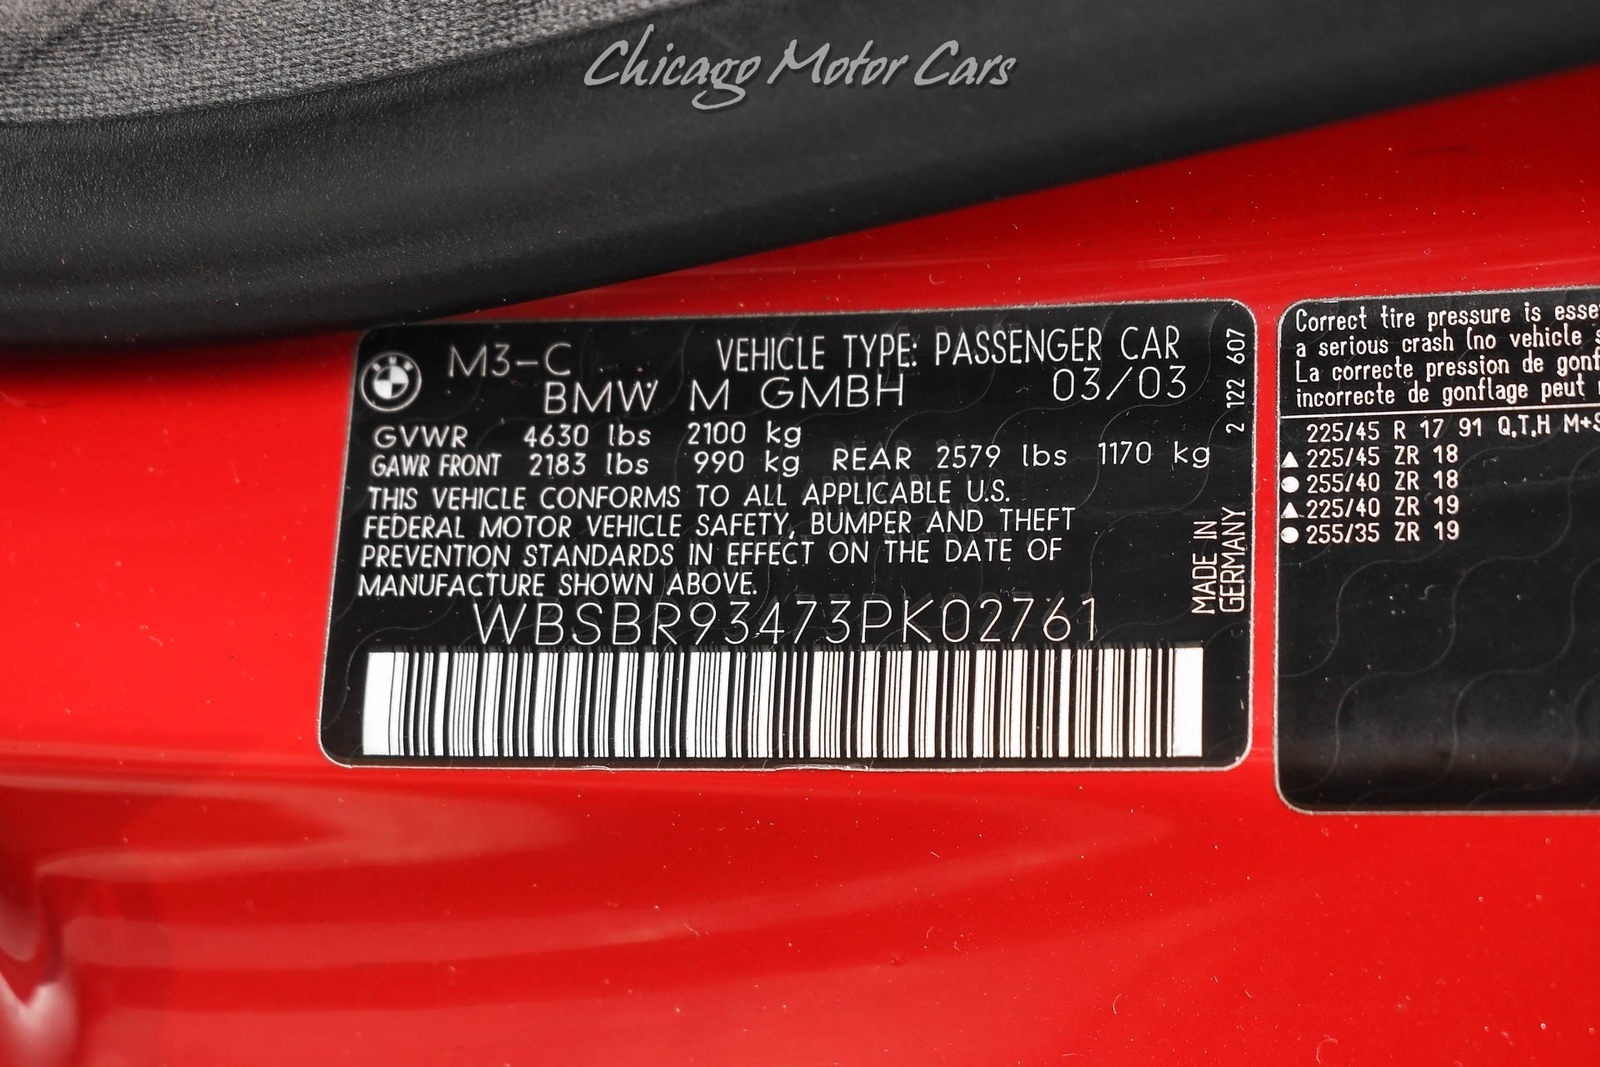 Chicago Motor Cars
M3-C VEHICLE TYPE: PASSENGER CAR
BMW M GMBH 03/03
GVWR 4630 lbs 2100 kg
GAWR FRONT 2183 lbs 990 kg REAR 2579 lbs 1170 kg
THIS VEHICLE CONFORMS TO ALL APPLICABLE U.S.
FEDERAL MOTOR VEHICLE SAFETY, BUMPER AND THEFT
PREVENTION STANDARDS IN EFFECT ON THE DATE OF
MANUFACTURE SHOWN ABOVE.
WBSBR93473PK02761
2 122 607
MADE IN
GERMANY
Correct tire pressure is
a serious crash (no vehicle
La correcte pression de
incorrecte de gonflage peut
225/45 R 17 91 Q,T,H
▲ 225/45 ZR 18
● 255/40 ZR 18
▲ 225/40 ZR 19
● 255/35 ZR 19